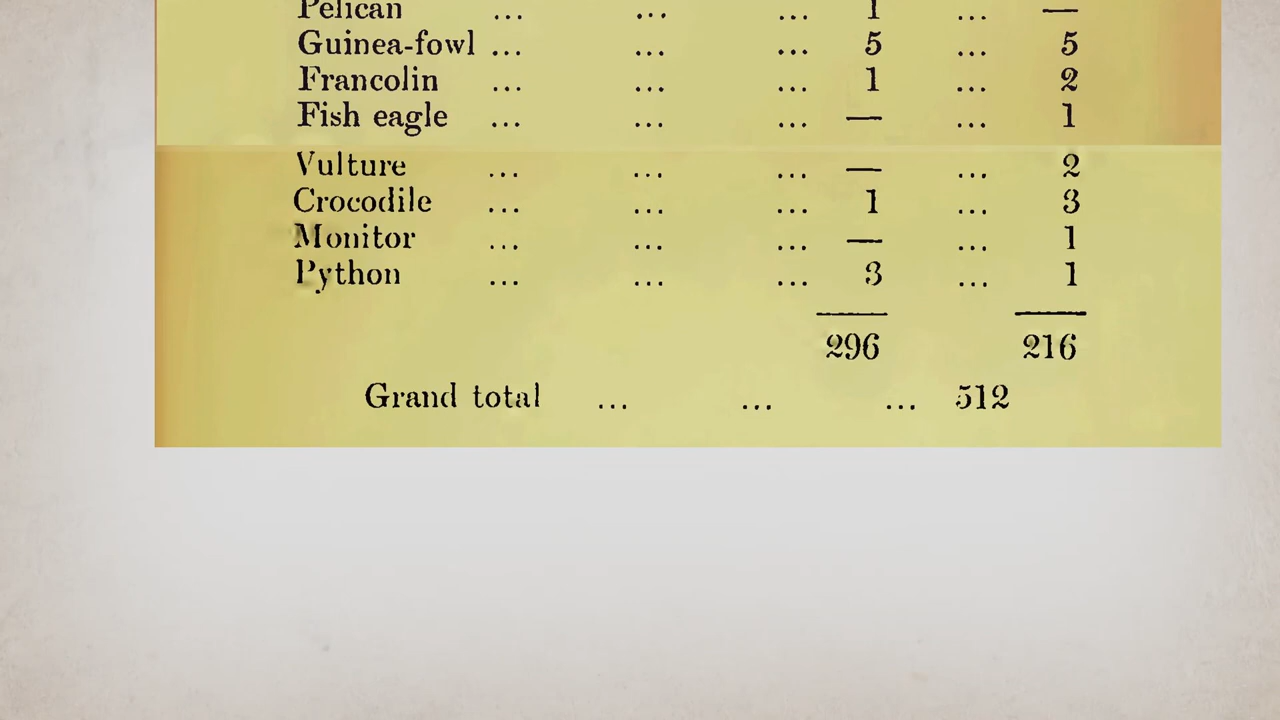 Pelican ... ... ... 1 ... —
Guinea-fowl ... ... ... 5 ... 5
Francolin ... ... ... 1 ... 2
Fish eagle ... ... ... — ... 1
Vulture ... ... ... — ... 2
Crocodile ... ... ... 1 ... 3
Monitor ... ... ... — ... 1
Python ... ... ... 3 ... 1
296 216
Grand total ... ... ... 512